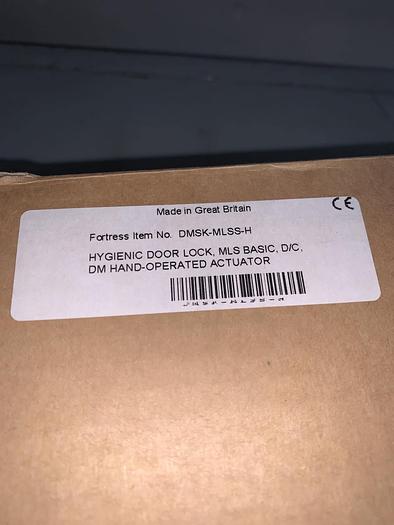 Made in Great Britain
CE
Fortress Item No. DMSK-MLSS-H
HYGIENIC DOOR LOCK, MLS BASIC, D/C,
DM HAND-OPERATED ACTUATOR